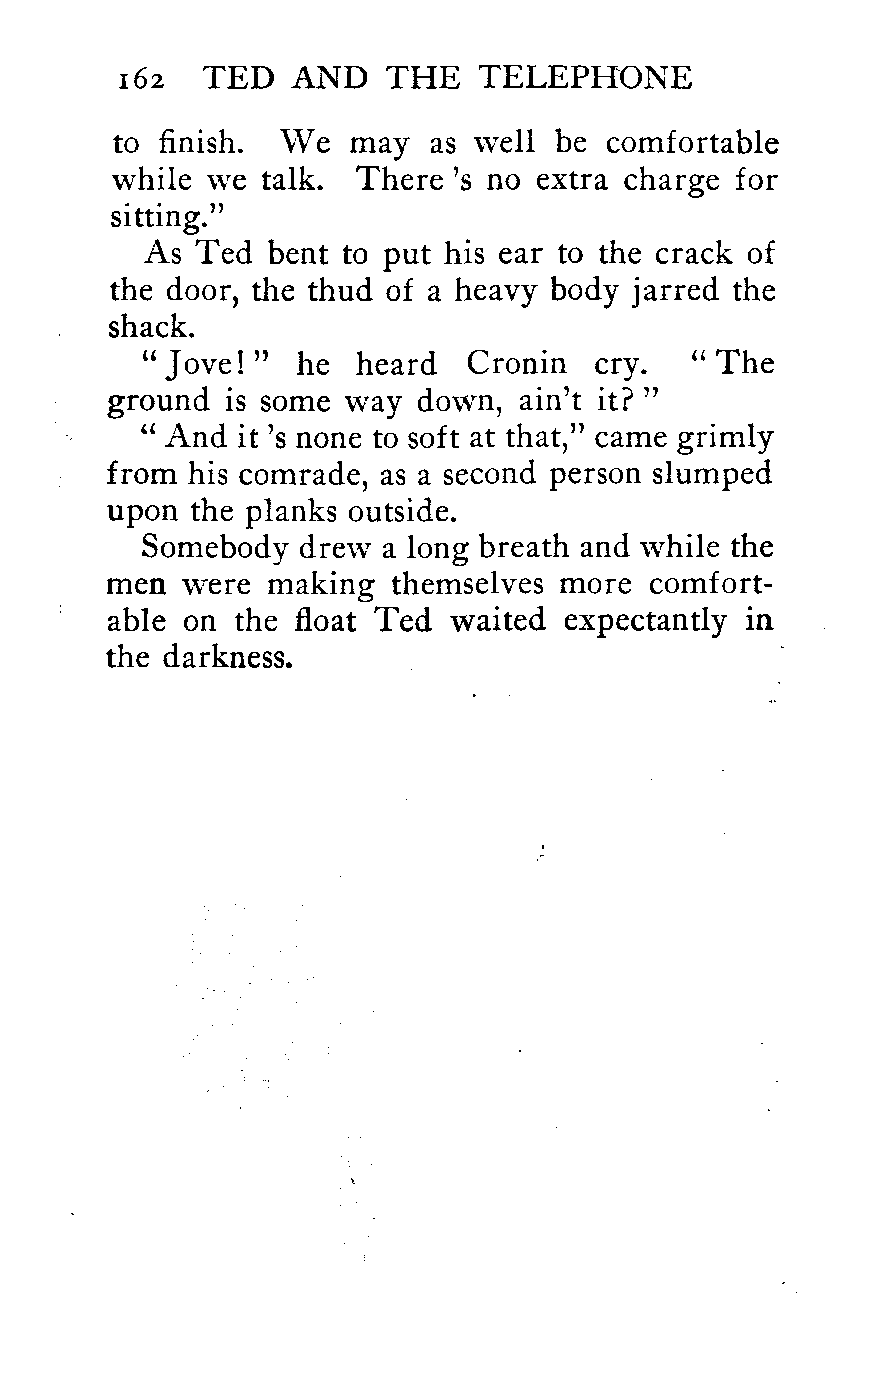 162 TED AND THE TELEPHONE
to finish. We may as well be comfortable
while we talk. There 's no extra charge for
sitting."
As Ted bent to put his ear to the crack of
the door, the thud of a heavy body jarred the
shack.
" Jove! " he heard Cronin cry. " The
ground is some way down, ain't it? "
" And it 's none to soft at that," came grimly
from his comrade, as a second person slumped
upon the planks outside.
Somebody drew a long breath and while the
men were making themselves more comfort-
able on the float Ted waited expectantly in
the darkness.